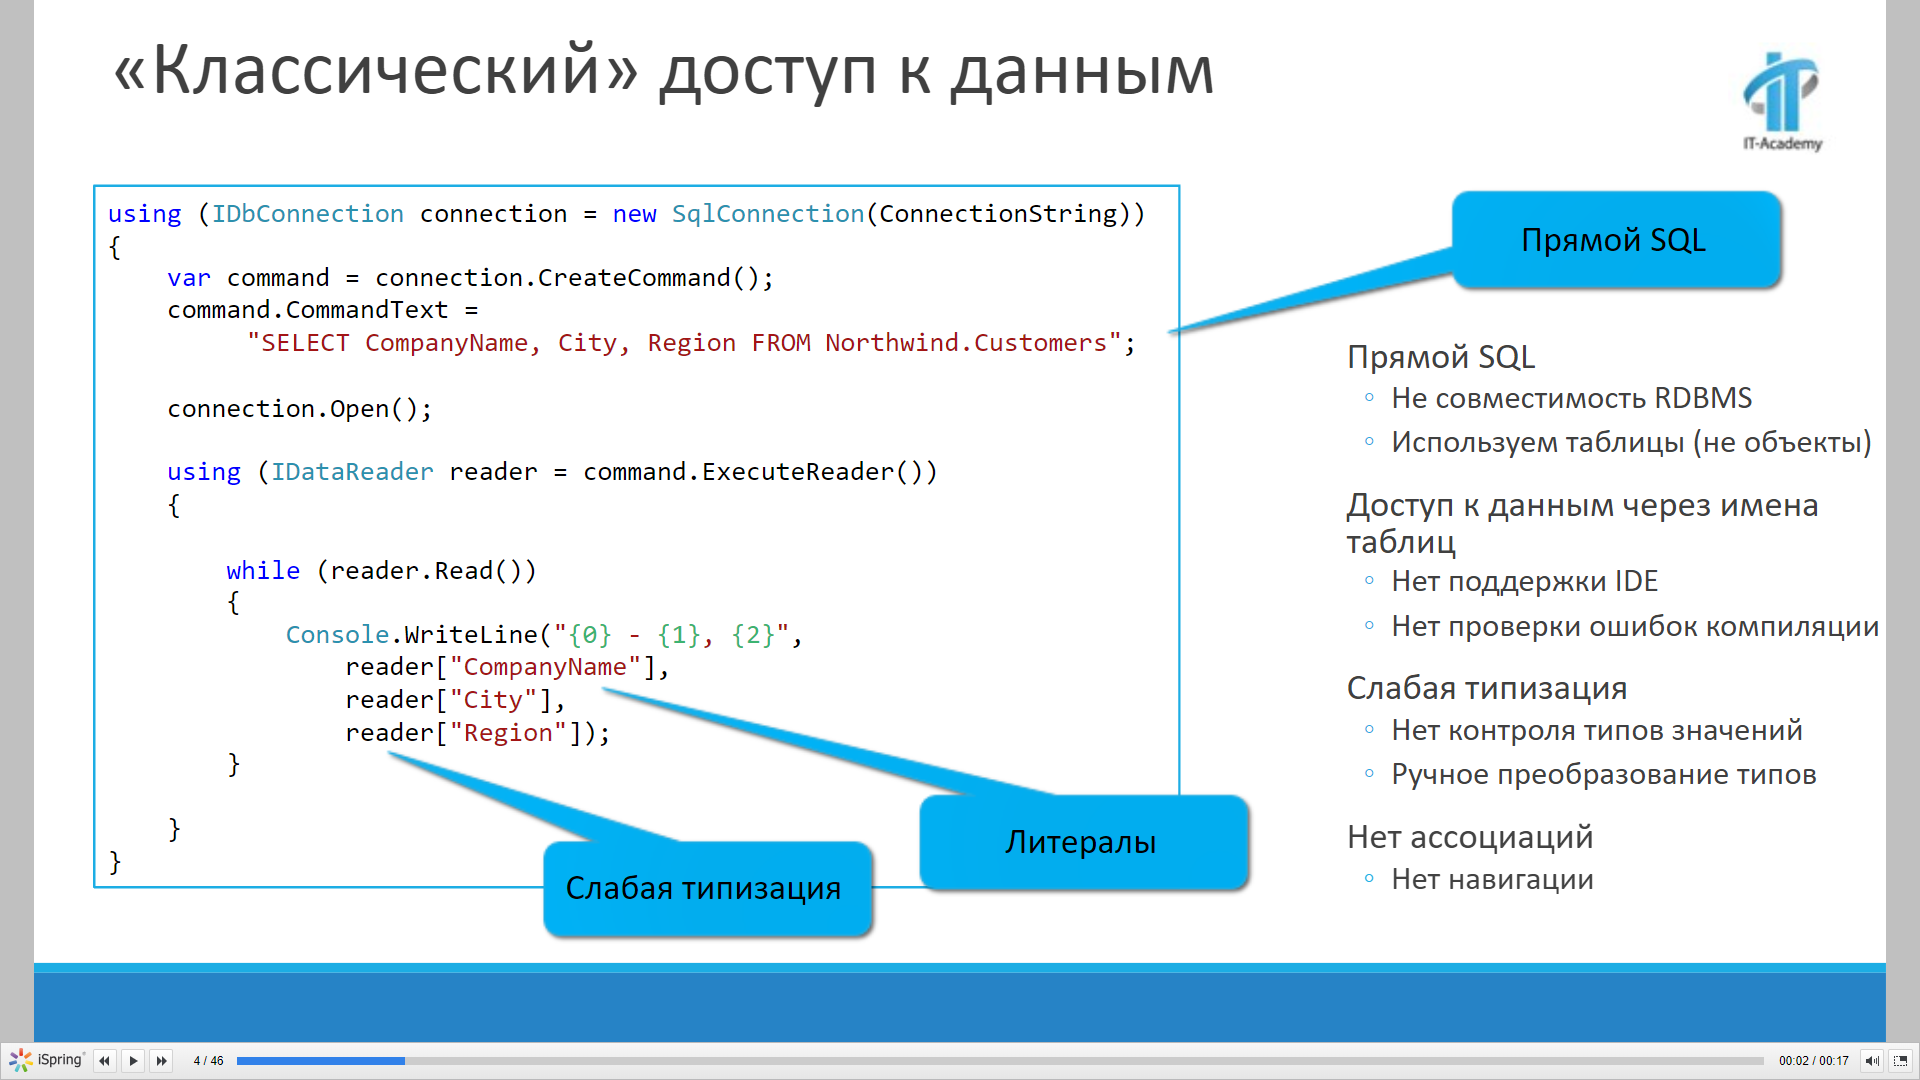 «Классический» доступ к данным
IT-Academy
using (IDbConnection connection = new SqlConnection(ConnectionString))
{
var command = connection.CreateCommand();
command.CommandText =
"SELECT CompanyName, City, Region FROM Northwind.Customers";
connection.Open();
using (IDataReader reader = command.ExecuteReader())
{
while (reader.Read())
{
Console.WriteLine("{0} - {1}, {2}",
reader["CompanyName"],
reader["City"],
reader["Region"]);
}
}
}
Прямой SQL
Литералы
Слабая типизация
Прямой SQL
Не совместимость RDBMS
Используем таблицы (не объекты)
Доступ к данным через имена
таблиц
Нет поддержки IDE
Нет проверки ошибок компиляции
Слабая типизация
Нет контроля типов значений
Ручное преобразование типов
Нет ассоциаций
Нет навигации
iSpring
4 / 46
00:02 / 00:17